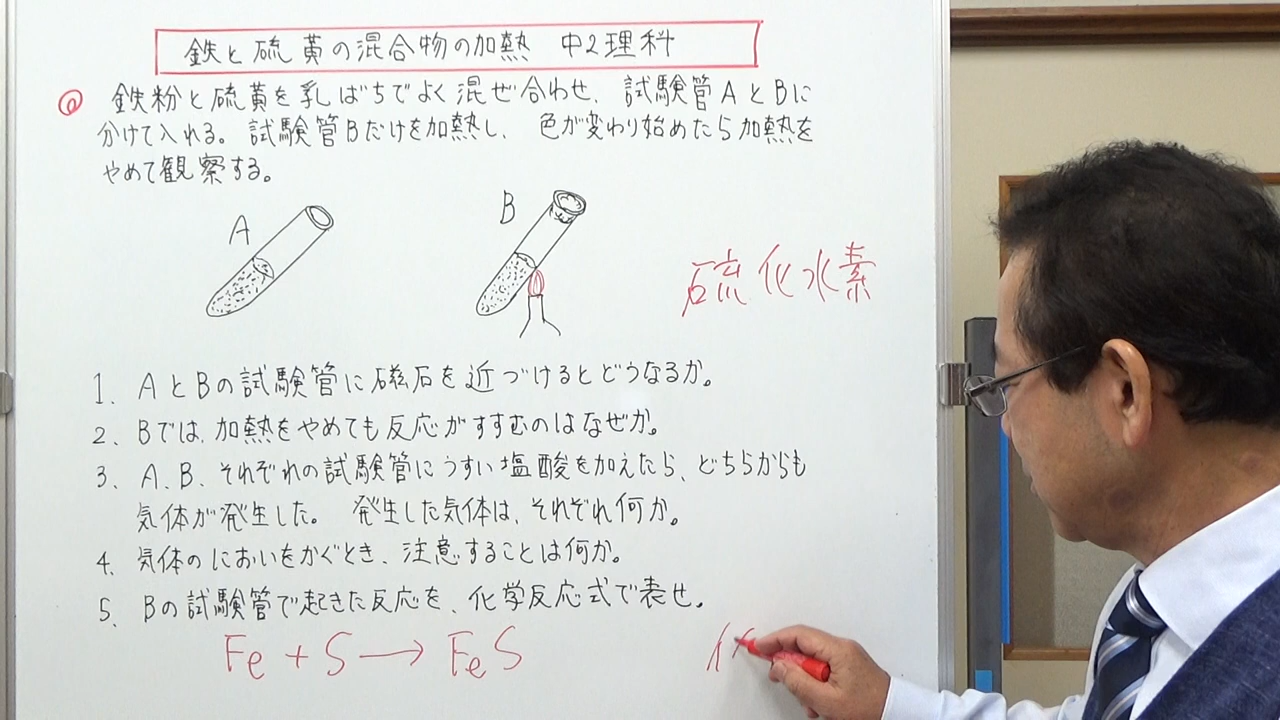 鉄と硫黄の混合物の加熱 中2理科
◎ 鉄粉と硫黄を乳ばちでよく混ぜ合わせ、試験管AとBに
分けて入れる。試験管Bだけを加熱し、色が変わり始めたら加熱を
やめて観察する。
A
B
硫化水素
1、AとBの試験管に磁石を近づけるとどうなるか。
2、Bでは、加熱をやめても反応がすすむのはなぜか。
3、A、B、それぞれの試験管にうすい塩酸を加えたら、どちらからも
気体が発生した。発生した気体は、それぞれ何か。
4、気体のにおいをかぐとき、注意することは何か。
5、Bの試験管で起きた反応を、化学反応式で表せ。
Fe + S → FeS